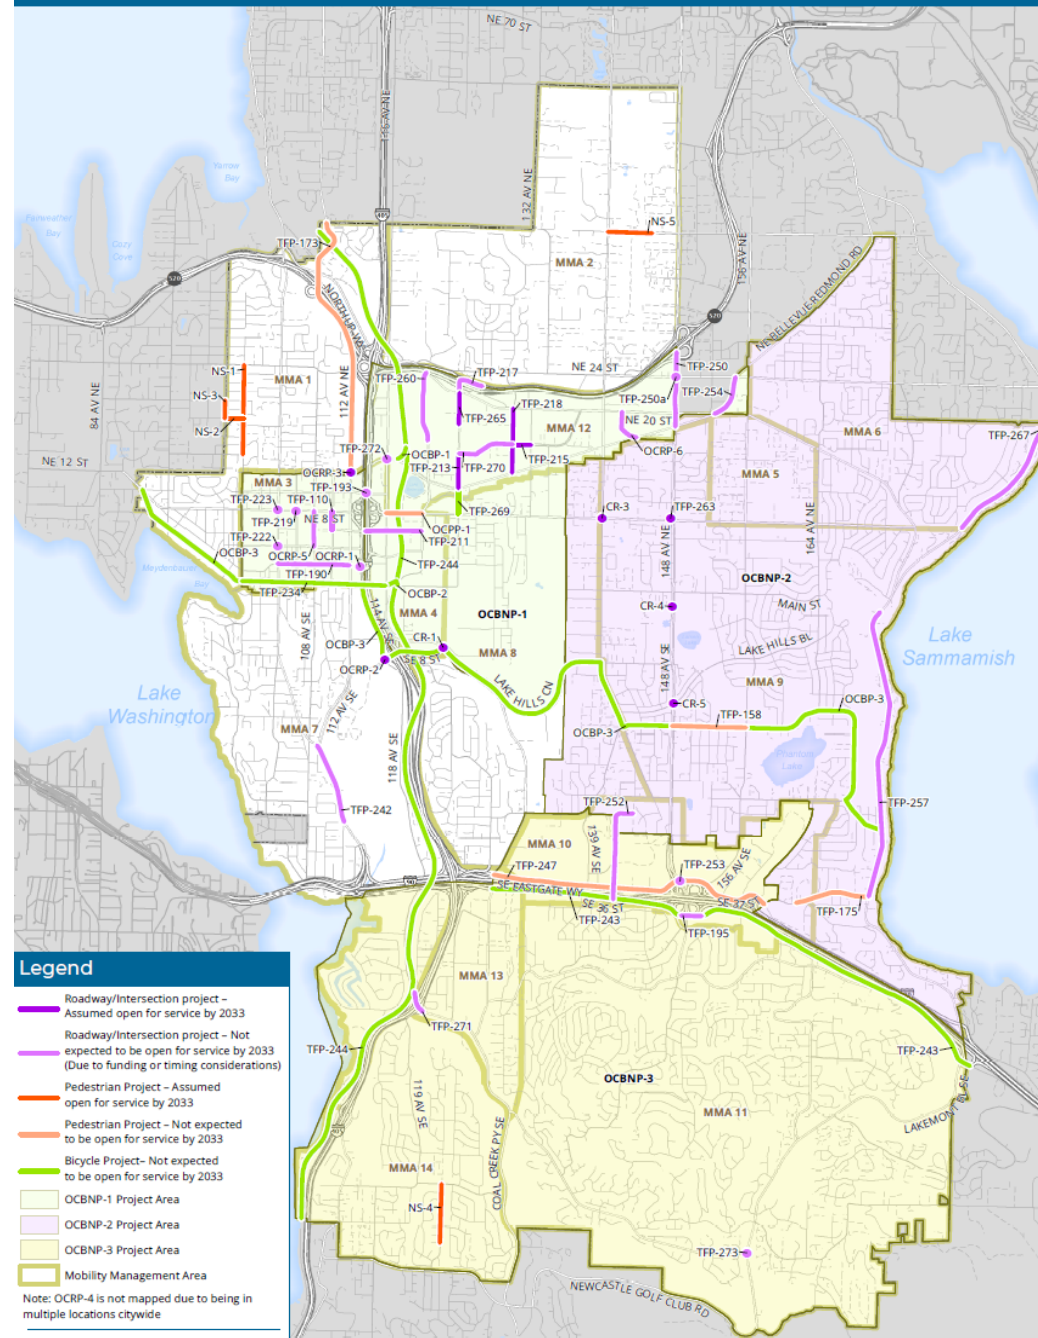 NE 70 ST
116 AV NE
Yarrow
Bay
Fairweather
Bay
Cozy
Cove
132 AV NE
405
NS-5
TFP-173
156 AV NE
MMA 2
520
NE BELLEVUE-REDMOND RD
NORTHUP WY
520
NS-1
MMA 1
112 AV NE
NE 24 ST
TFP-250
TFP-217
TFP-260
TFP-250a
TFP-254
NS-3
84 AV NE
TFP-218
TFP-265
NE 20 ST
NS-2
MMA 12
MMA 6
TFP-267
TFP-272
OCBP-1
OCRP-6
NE 12 ST
TFP-215
TFP-213
TFP-270
OCRP-3
MMA 5
MMA 3
TFP-193
TFP-223
TFP-110
CR-3
TFP-263
TFP-269
NE 8 ST
TFP-219
OCPP-1
164 AV NE
TFP-211
148 AV NE
TFP-222
OCBP-3
OCRP-5
OCRP-1
TFP-244
Meydenbauer
Bay
TFP-190
OCBNP-2
TFP-234
OCBP-2
MAIN ST
CR-4
114 AV SE
MMA 4
OCBNP-1
108 AV SE
CR-1
LAKE HILLS BL
Lake
Sammamish
OCBP-3
SE 8 ST
MMA 8
OCRP-2
148 AV SE
LAKE HILLS CN
MMA 9
Lake
Washington
112 AV SE
OCBP-3
CR-5
TFP-158
MMA 7
OCBP-3
118 AV SE
Phantom
Lake
TFP-242
TFP-252
TFP-257
139 AV SE
MMA 10
TFP-247
TFP-253
156 AV SE
90
SE EASTGATE WY
SE 36 ST
SE 37 ST
TFP-243
TFP-175
TFP-195
MMA 13
TFP-271
TFP-244
TFP-243
OCBNP-3
119 AV SE
MMA 11
LAKEMONT BL SE
COAL CREEK PY SE
MMA 14
NS-4
TFP-273
NEWCASTLE GOLF CLUB RD
Legend
Roadway/Intersection project –
Assumed open for service by 2033
Roadway/Intersection project – Not
expected to be open for service by 2033
(Due to funding or timing considerations)
Pedestrian Project – Assumed
open for service by 2033
Pedestrian Project – Not expected
to be open for service by 2033
Bicycle Project– Not expected
to be open for service by 2033
OCBNP-1 Project Area
OCBNP-2 Project Area
OCBNP-3 Project Area
Mobility Management Area
Note: OCRP-4 is not mapped due to being in
multiple locations citywide